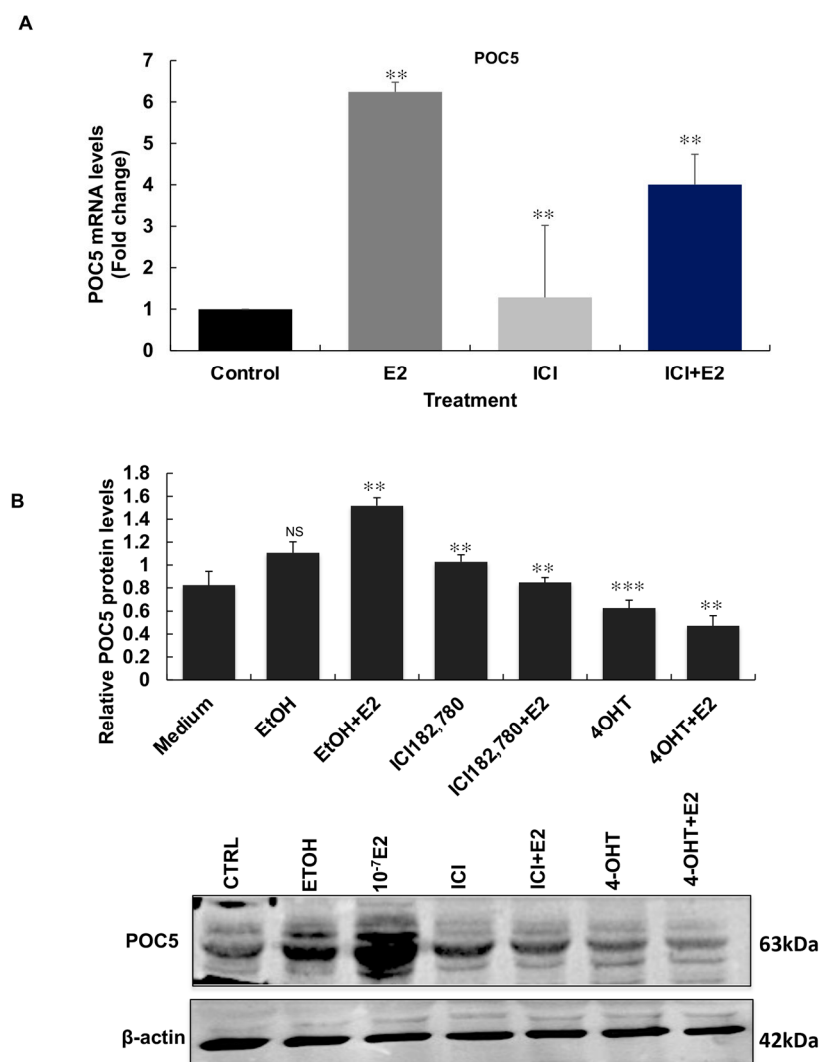 A
POC5
POC5 mRNA levels
(Fold change)
7
6
5
4
3
2
1
0
**
**
**
Control E2 ICI ICI+E2
Treatment
B
Relative POC5 protein levels
1.8
1.6
1.4
1.2
1
0.8
0.6
0.4
0.2
0
NS
**
**
**
***
**
Medium
EtOH
EtOH+E2
ICI182,780
ICI182,780+E2
4OHT
4OHT+E2
CTRL
ETOH
10⁻⁷E2
ICI
ICI+E2
4-OHT
4-OHT+E2
POC5 63kDa
β-actin 42kDa